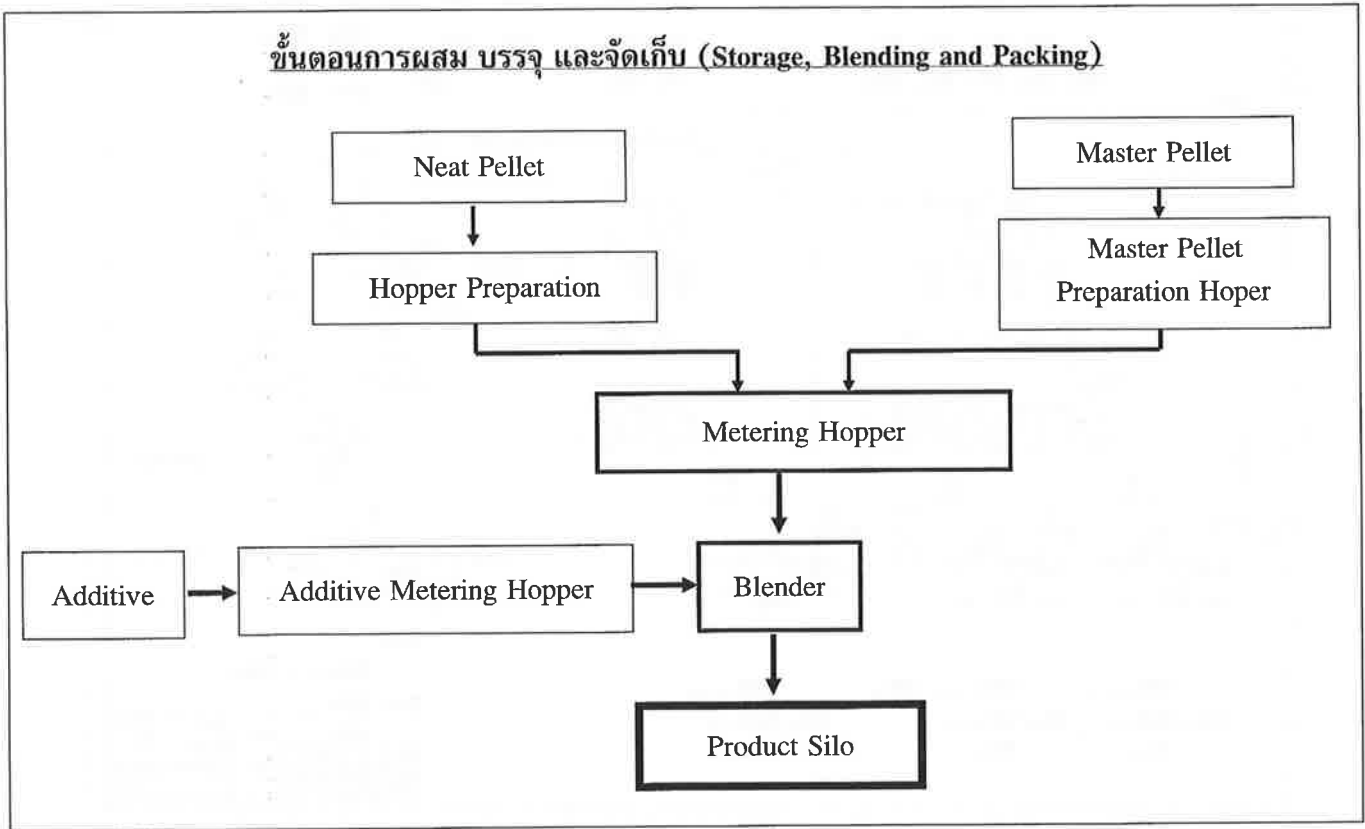 ขั้นตอนการผสม บรรจุ และจัดเก็บ (Storage, Blending and Packing)
Neat Pellet
Master Pellet
Hopper Preparation
Master Pellet
Preparation Hoper
Metering Hopper
Additive
Additive Metering Hopper
Blender
Product Silo